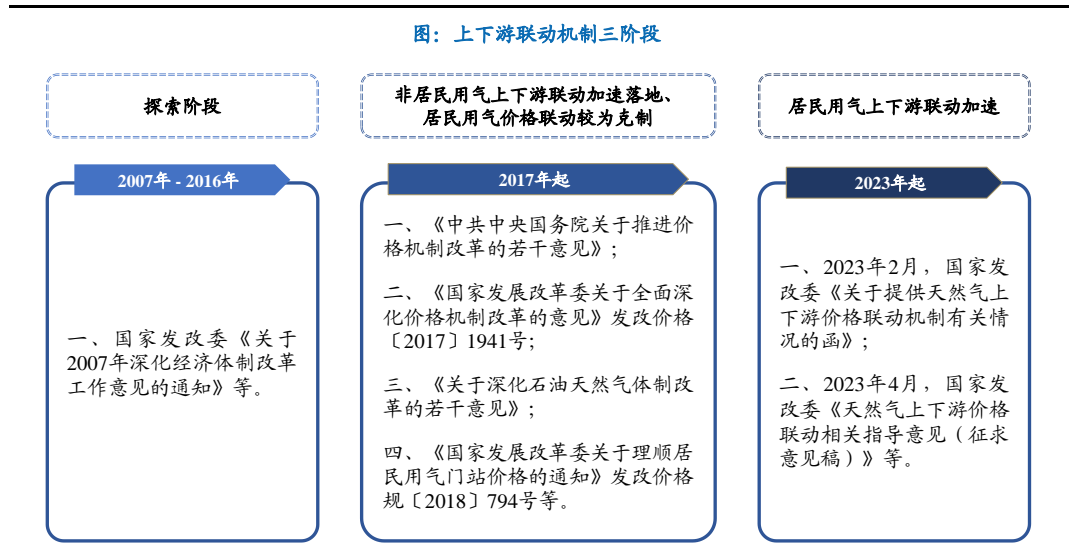 图：上下游联动机制三阶段
探索阶段
非居民用气上下游联动加速落地、
居民用气价格联动较为克制
居民用气上下游联动加速
2007年 - 2016年
一、国家发改委《关于
2007年深化经济体制改革
工作意见的通知》等。
2017年起
一、《中共中央国务院关于推进价
格机制改革的若干意见》；
二、《国家发展改革委关于全面深
化价格机制改革的意见》发改价格
〔2017〕1941号；
三、《关于深化石油天然气体制改
革的若干意见》；
四、《国家发展改革委关于理顺居
民用气门站价格的通知》发改价格
规〔2018〕794号等。
2023年起
一、2023年2月，国家发
改委《关于提供天然气上
下游价格联动机制有关情
况的函》；
二、2023年4月，国家发
改委《天然气上下游价格
联动相关指导意见（征求
意见稿）》等。